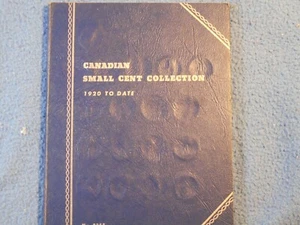 CANADIAN
SMALL CENT COLLECTION
1920 TO DATE